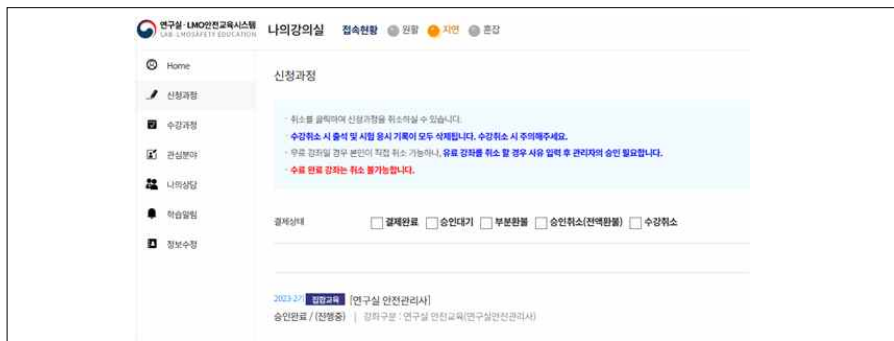 연구실·LMO안전교육시스템
LAB·LMOSAFETY EDUCATION
나의강의실 접속현황 원활 지연 혼잡
Home
신청과정
수강과정
관심분야
나의상담
학습알림
정보수정
신청과정
· 취소를 클릭하여 신청과정을 취소하실 수 있습니다.
· 수강취소 시 출석 및 시험 응시 기록이 모두 삭제됩니다. 수강취소 시 주의해주세요.
· 무료 강좌일 경우 본인이 직접 취소 가능하나, 유료 강좌를 취소 할 경우 사유 입력 후 관리자의 승인 필요합니다.
· 수료 완료 강좌는 취소 불가능합니다.
결제상태 결제완료 승인대기 부분환불 승인취소(전액환불) 수강취소
2023-2기 집합교육 [연구실 안전관리사]
승인완료 / (진행중) | 강좌구분 : 연구실 안전교육(연구실안전관리사)